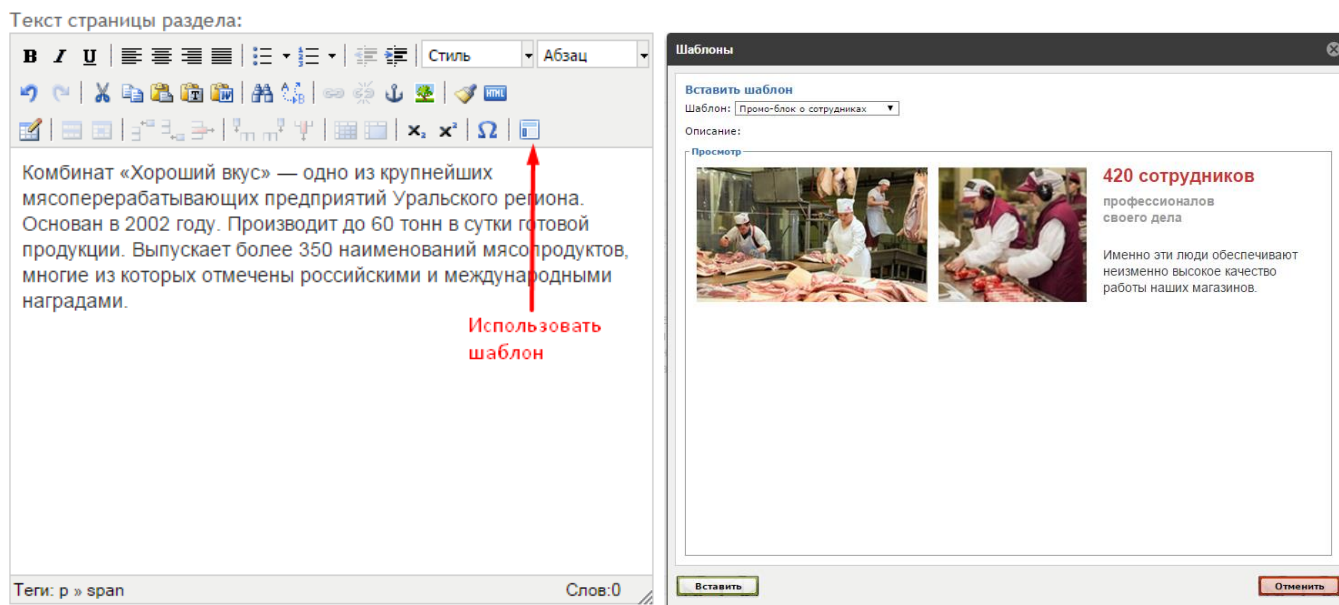 Текст страницы раздела:
B I U Стиль Абзац
HTML
x₂ x² Ω
Комбинат «Хороший вкус» — одно из крупнейших
мясоперерабатывающих предприятий Уральского региона.
Основан в 2002 году. Производит до 60 тонн в сутки готовой
продукции. Выпускает более 350 наименований мясопродуктов,
многие из которых отмечены российскими и международными
наградами.
Использовать
шаблон
Теги: p » span Слов:0
Шаблоны
Вставить шаблон
Шаблон: Промо-блок о сотрудниках
Описание:
Просмотр
420 сотрудников
профессионалов
своего дела
Именно эти люди обеспечивают
неизменно высокое качество
работы наших магазинов.
Вставить Отменить